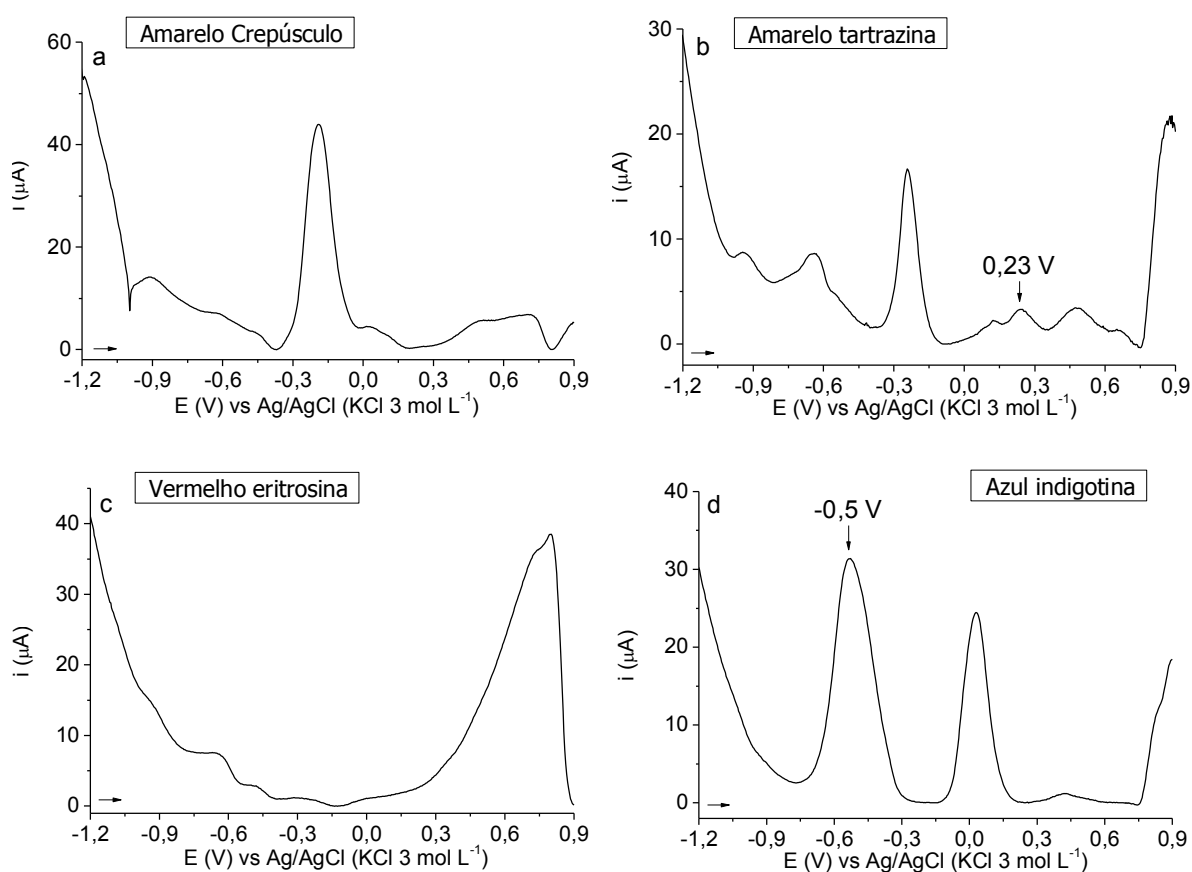 Amarelo Crepúsculo
a
60
40
20
0
I (µA)
-1,2 -0,9 -0,6 -0,3 0,0 0,3 0,6 0,9
E (V) vs Ag/AgCl (KCl 3 mol L⁻¹)
Amarelo tartrazina
b
30
20
10
0
i (µA)
0,23 V
-1,2 -0,9 -0,6 -0,3 0,0 0,3 0,6 0,9
E (V) vs Ag/AgCl (KCl 3 mol L⁻¹)
Vermelho eritrosina
c
40
30
20
10
0
i (µA)
-1,2 -0,9 -0,6 -0,3 0,0 0,3 0,6 0,9
E (V) vs Ag/AgCl (KCl 3 mol L⁻¹)
Azul indigotina
d
-0,5 V
40
30
20
10
0
i (µA)
-1,2 -0,9 -0,6 -0,3 0,0 0,3 0,6 0,9
E (V) vs Ag/AgCl (KCl 3 mol L⁻¹)